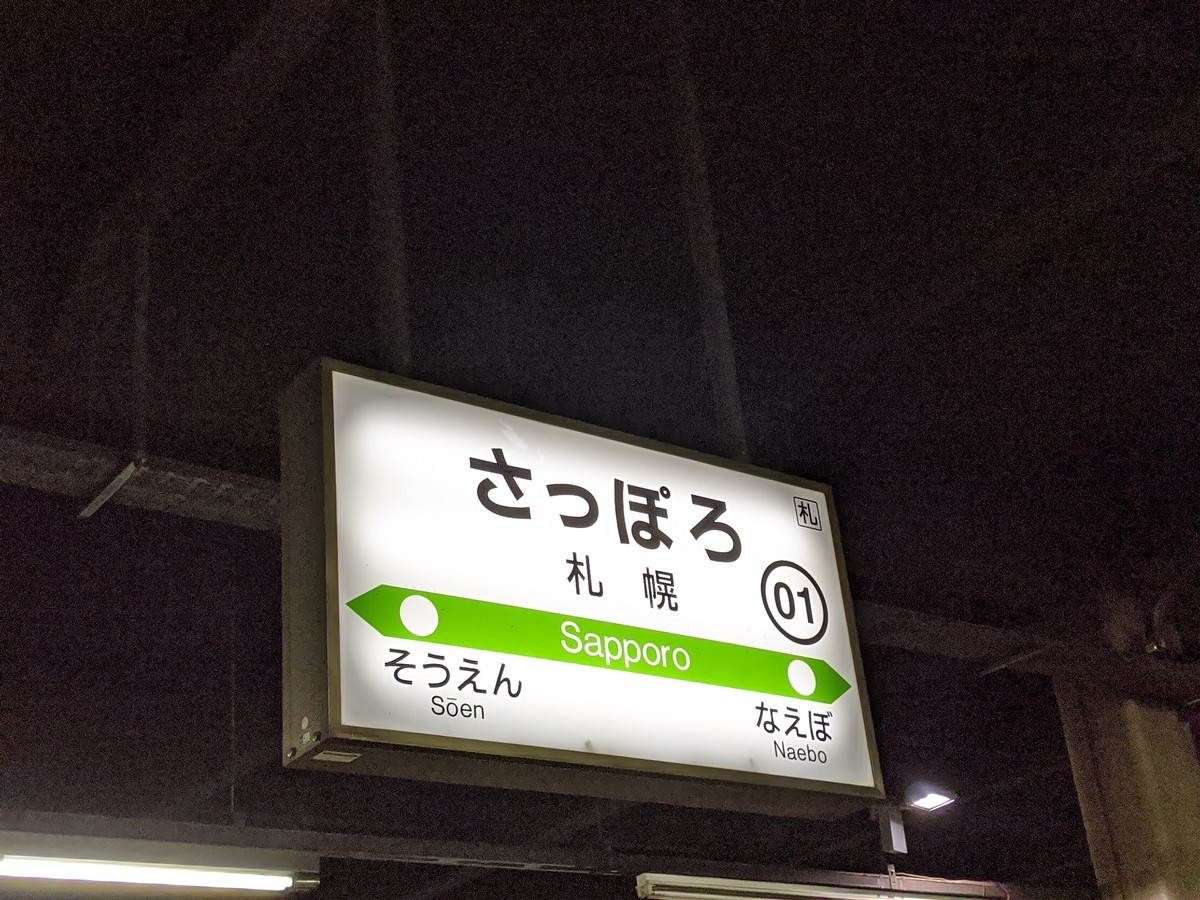 さっぽろ
札
札 幌
01
Sapporo
そうえん
Sōen
なえぼ
Naebo